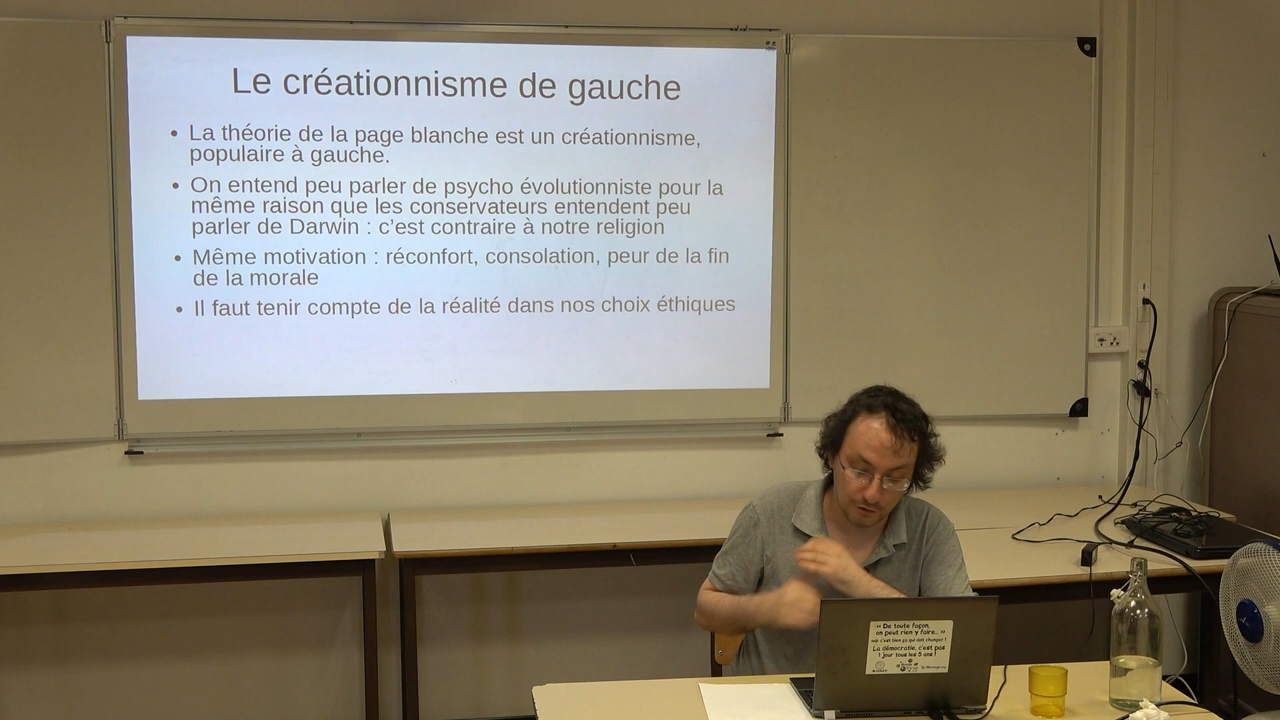 Le créationnisme de gauche
• La théorie de la page blanche est un créationnisme,
populaire à gauche.
• On entend peu parler de psycho évolutionniste pour la
même raison que les conservateurs entendent peu
parler de Darwin : c'est contraire à notre religion
• Même motivation : réconfort, consolation, peur de la fin
de la morale
• Il faut tenir compte de la réalité dans nos choix éthiques
« De toute façon,
on peut rien y faire... »
La démocratie, c'est pas
1 jour tous les 5 ans !